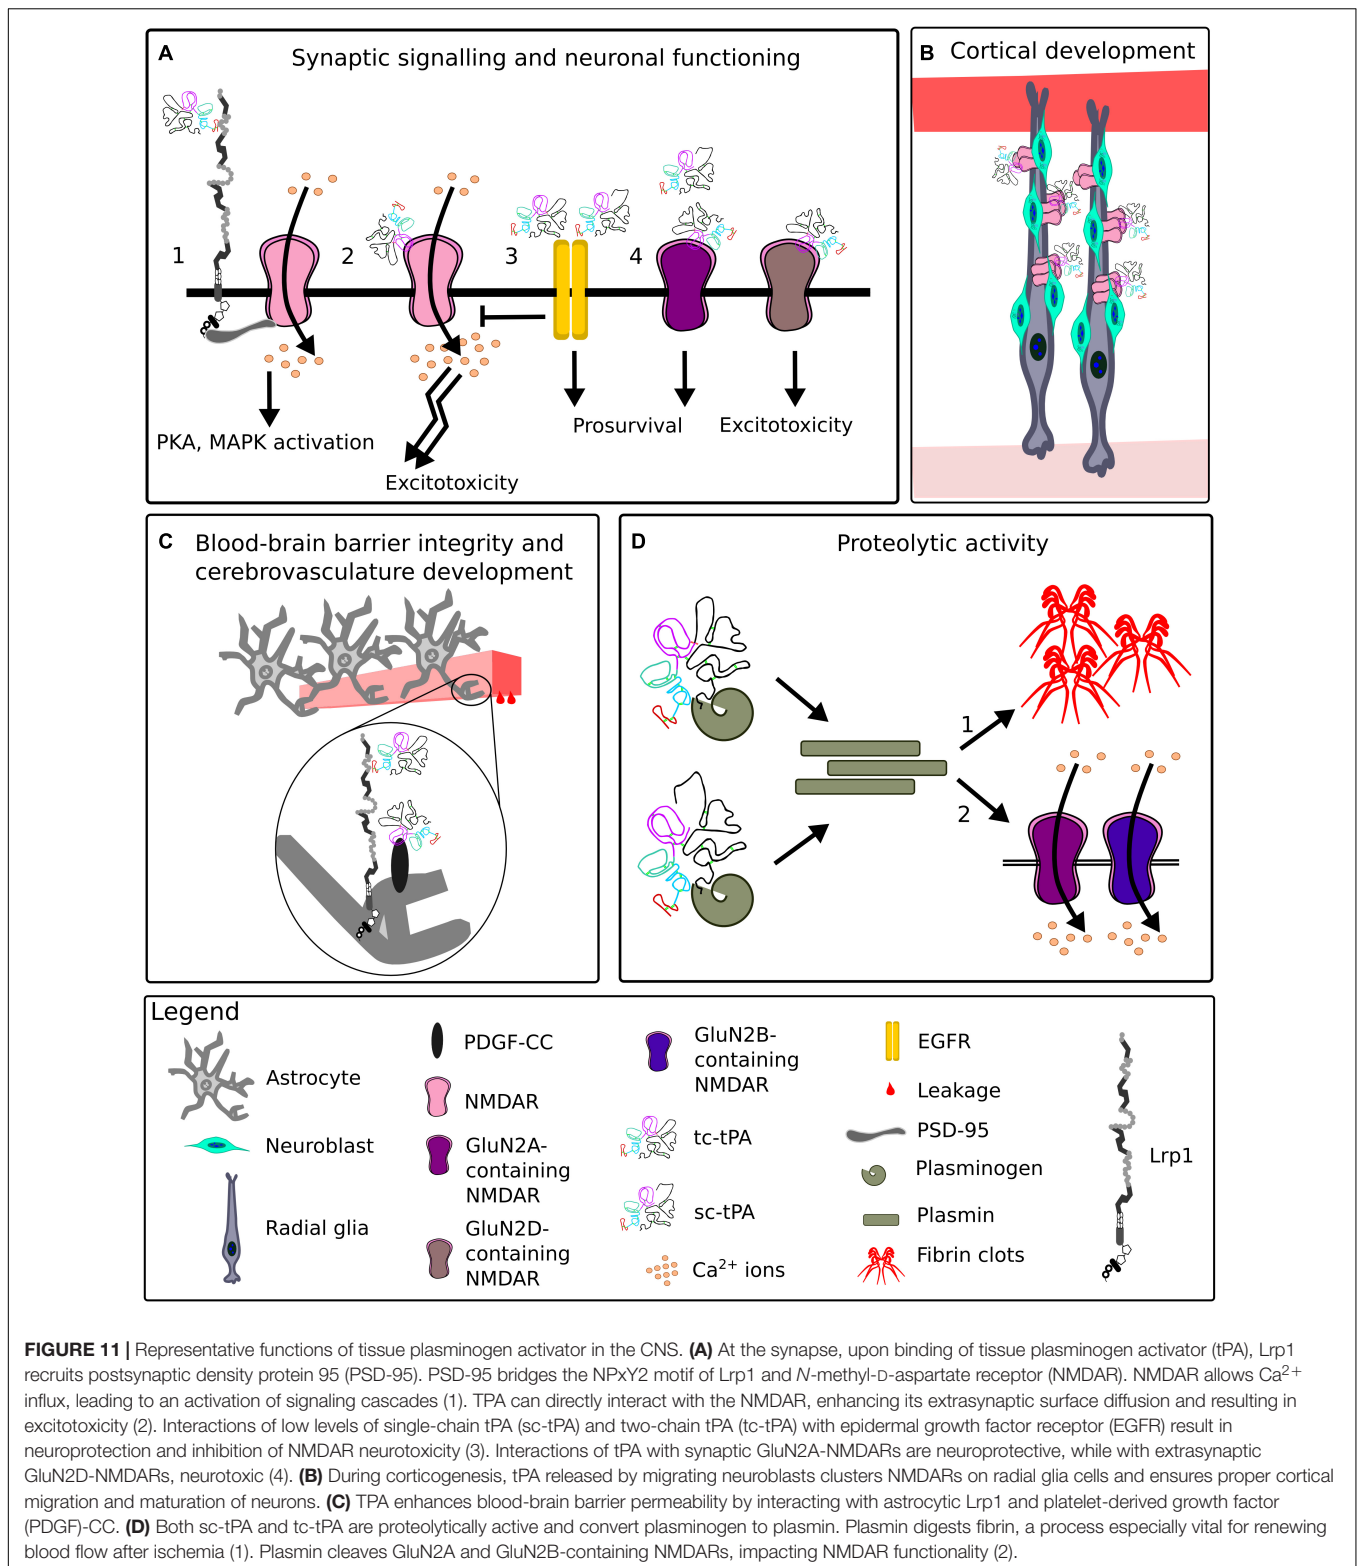 A
Synaptic signalling and neuronal functioning
1
2
3
4
PKA, MAPK activation
Excitotoxicity
Prosurvival
Excitotoxicity
B
Cortical development
C
Blood-brain barrier integrity and
cerebrovasculature development
D
Proteolytic activity
1
2
Legend
Astrocyte
Neuroblast
Radial glia
PDGF-CC
NMDAR
GluN2A-
containing
NMDAR
GluN2D-
containing
NMDAR
GluN2B-
containing
NMDAR
tc-tPA
sc-tPA
Ca2+ ions
EGFR
Leakage
PSD-95
Plasminogen
Plasmin
Fibrin clots
Lrp1
FIGURE 11 | Representative functions of tissue plasminogen activator in the CNS. (A) At the synapse, upon binding of tissue plasminogen activator (tPA), Lrp1
recruits postsynaptic density protein 95 (PSD-95). PSD-95 bridges the NPxY2 motif of Lrp1 and N-methyl-D-aspartate receptor (NMDAR). NMDAR allows Ca2+
influx, leading to an activation of signaling cascades (1). TPA can directly interact with the NMDAR, enhancing its extrasynaptic surface diffusion and resulting in
excitotoxicity (2). Interactions of low levels of single-chain tPA (sc-tPA) and two-chain tPA (tc-tPA) with epidermal growth factor receptor (EGFR) result in
neuroprotection and inhibition of NMDAR neurotoxicity (3). Interactions of tPA with synaptic GluN2A-NMDARs are neuroprotective, while with extrasynaptic
GluN2D-NMDARs, neurotoxic (4). (B) During corticogenesis, tPA released by migrating neuroblasts clusters NMDARs on radial glia cells and ensures proper cortical
migration and maturation of neurons. (C) TPA enhances blood-brain barrier permeability by interacting with astrocytic Lrp1 and platelet-derived growth factor
(PDGF)-CC. (D) Both sc-tPA and tc-tPA are proteolytically active and convert plasminogen to plasmin. Plasmin digests fibrin, a process especially vital for renewing
blood flow after ischemia (1). Plasmin cleaves GluN2A and GluN2B-containing NMDARs, impacting NMDAR functionality (2).